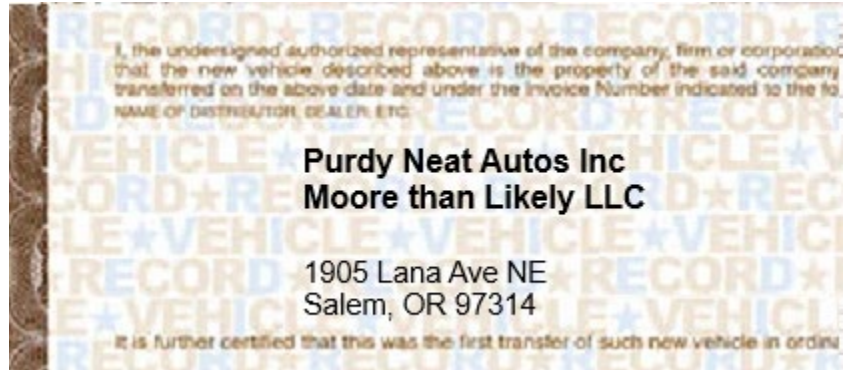 I, the undersigned authorized representative of the company, firm or corporation
that the new vehicle described above is the property of the said company
transferred on the above date and under the Invoice Number indicated to the
NAME OF DISTRIBUTOR, DEALER, ETC.
Purdy Neat Autos Inc
Moore than Likely LLC
1905 Lana Ave NE
Salem, OR 97314
It is further certified that this was the first transfer of such new vehicle in